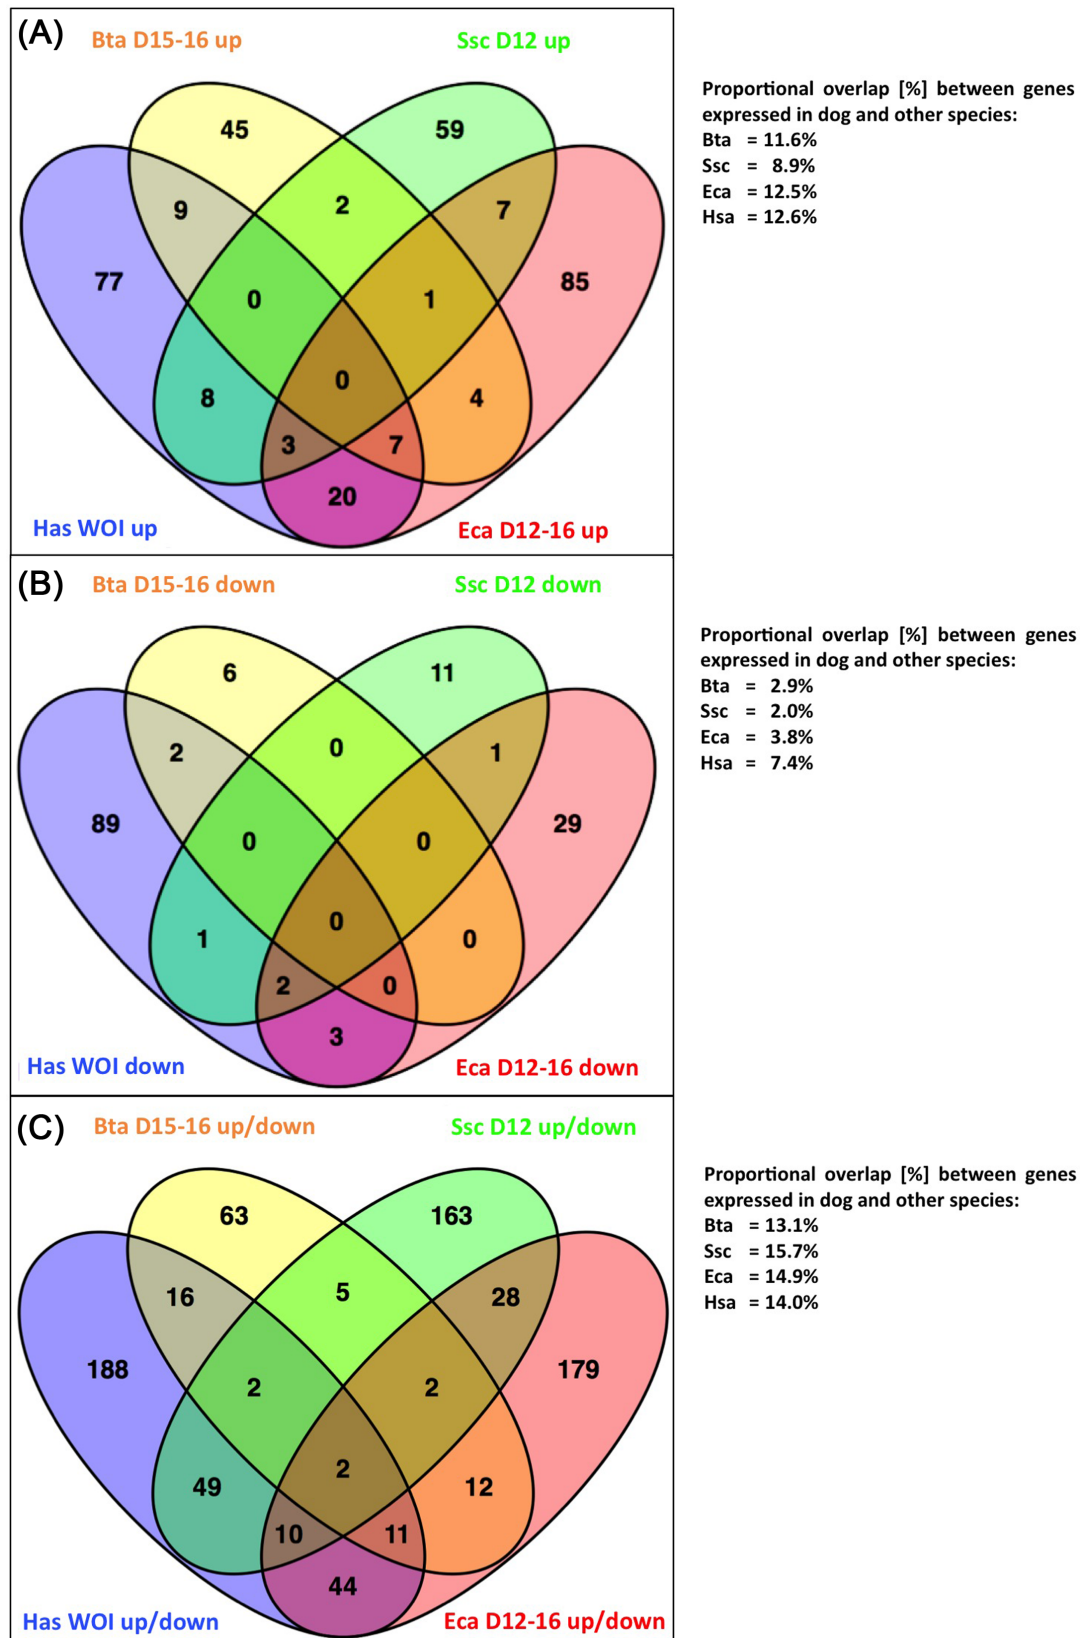 (A)
Bta D15-16 up
Ssc D12 up
45
59
9
2
7
77
0
1
85
8
0
4
3
7
20
Has WOI up
Eca D12-16 up
Proportional overlap [%] between genes
expressed in dog and other species:
Bta = 11.6%
Ssc = 8.9%
Eca = 12.5%
Hsa = 12.6%
(B)
Bta D15-16 down
Ssc D12 down
6
11
2
0
1
89
0
0
29
1
0
0
2
0
3
Has WOI down
Eca D12-16 down
Proportional overlap [%] between genes
expressed in dog and other species:
Bta = 2.9%
Ssc = 2.0%
Eca = 3.8%
Hsa = 7.4%
(C)
Bta D15-16 up/down
Ssc D12 up/down
63
163
16
5
28
188
2
2
179
49
2
12
10
11
44
Has WOI up/down
Eca D12-16 up/down
Proportional overlap [%] between genes
expressed in dog and other species:
Bta = 13.1%
Ssc = 15.7%
Eca = 14.9%
Hsa = 14.0%